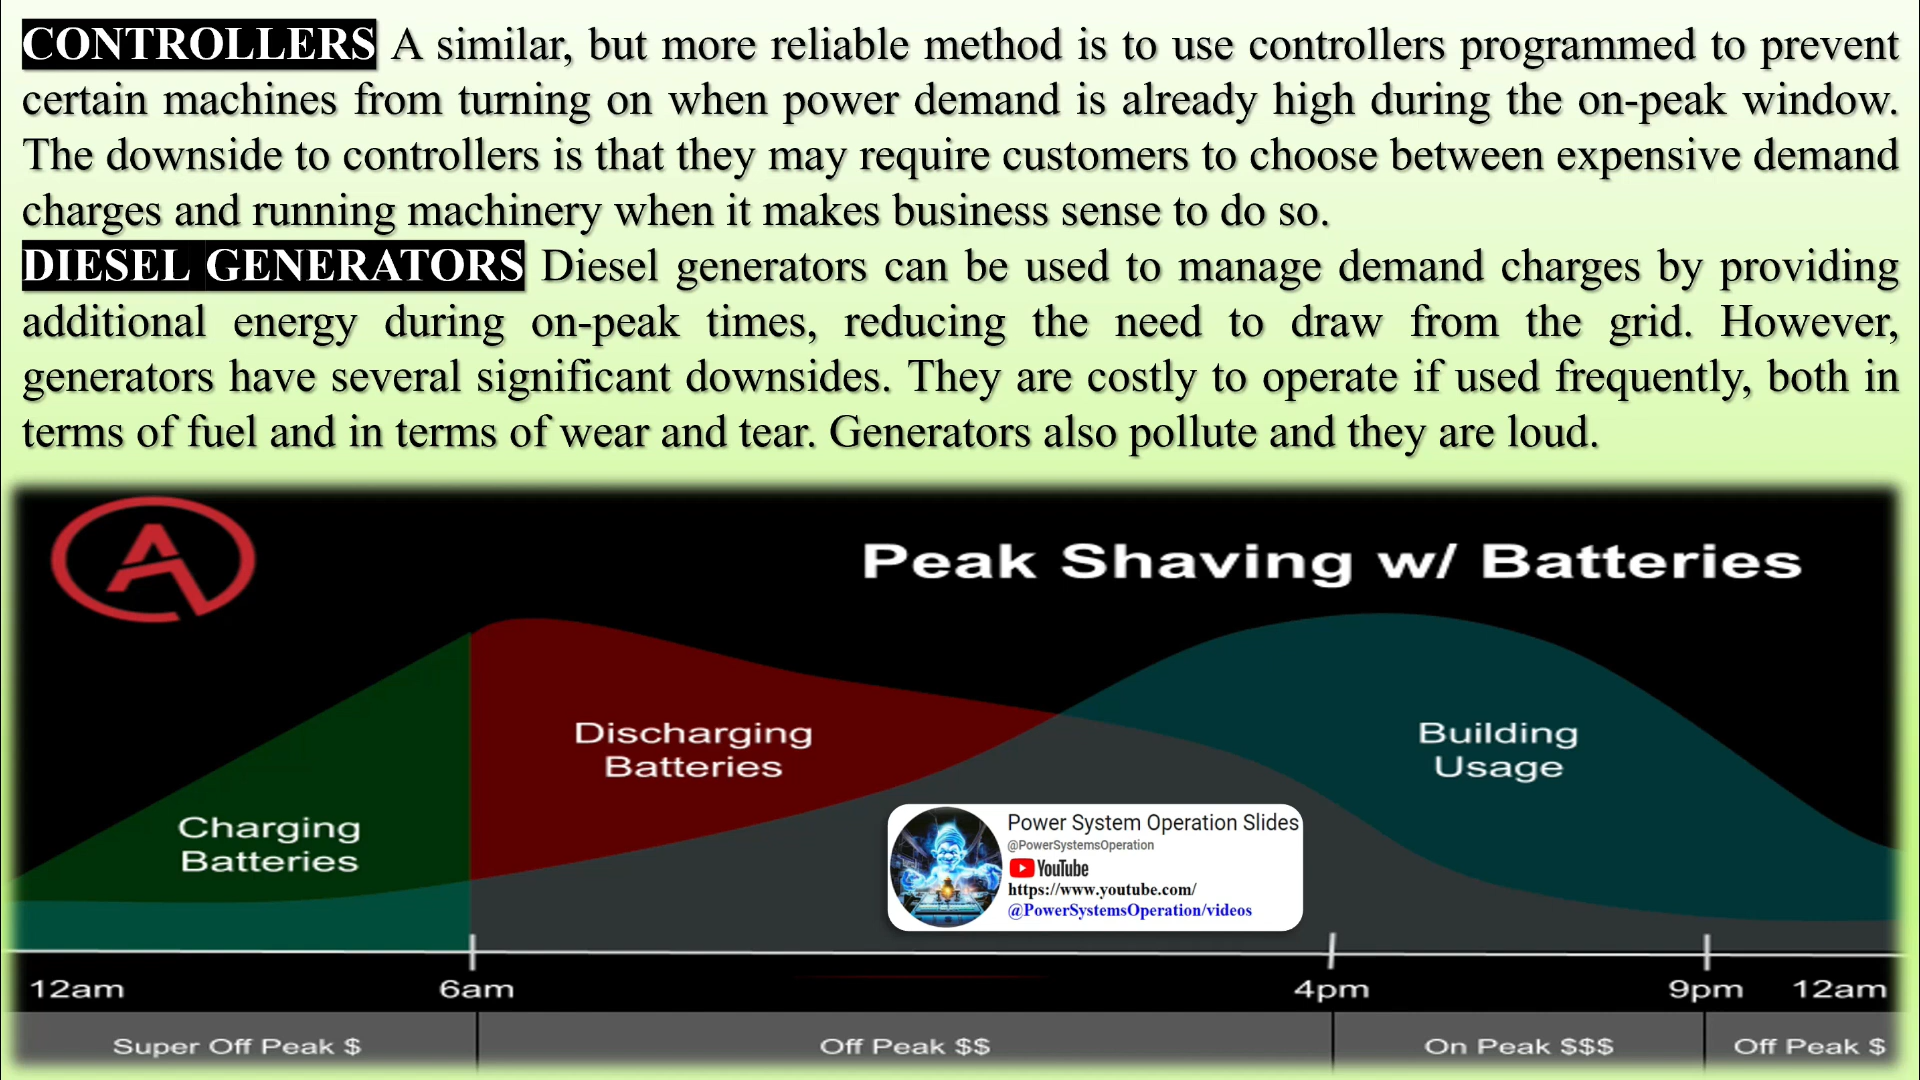 CONTROLLERS A similar, but more reliable method is to use controllers programmed to prevent
certain machines from turning on when power demand is already high during the on-peak window.
The downside to controllers is that they may require customers to choose between expensive demand
charges and running machinery when it makes business sense to do so.
DIESEL GENERATORS Diesel generators can be used to manage demand charges by providing
additional energy during on-peak times, reducing the need to draw from the grid. However,
generators have several significant downsides. They are costly to operate if used frequently, both in
terms of fuel and in terms of wear and tear. Generators also pollute and they are loud.
Peak Shaving w/ Batteries
Discharging
Batteries
Building
Usage
Charging
Batteries
Power System Operation Slides
@PowerSystemsOperation
YouTube
https://www.youtube.com/
@PowerSystemsOperation/videos
12am 6am 4pm 9pm 12am
Super Off Peak $ Off Peak $$ On Peak $$$ Off Peak $